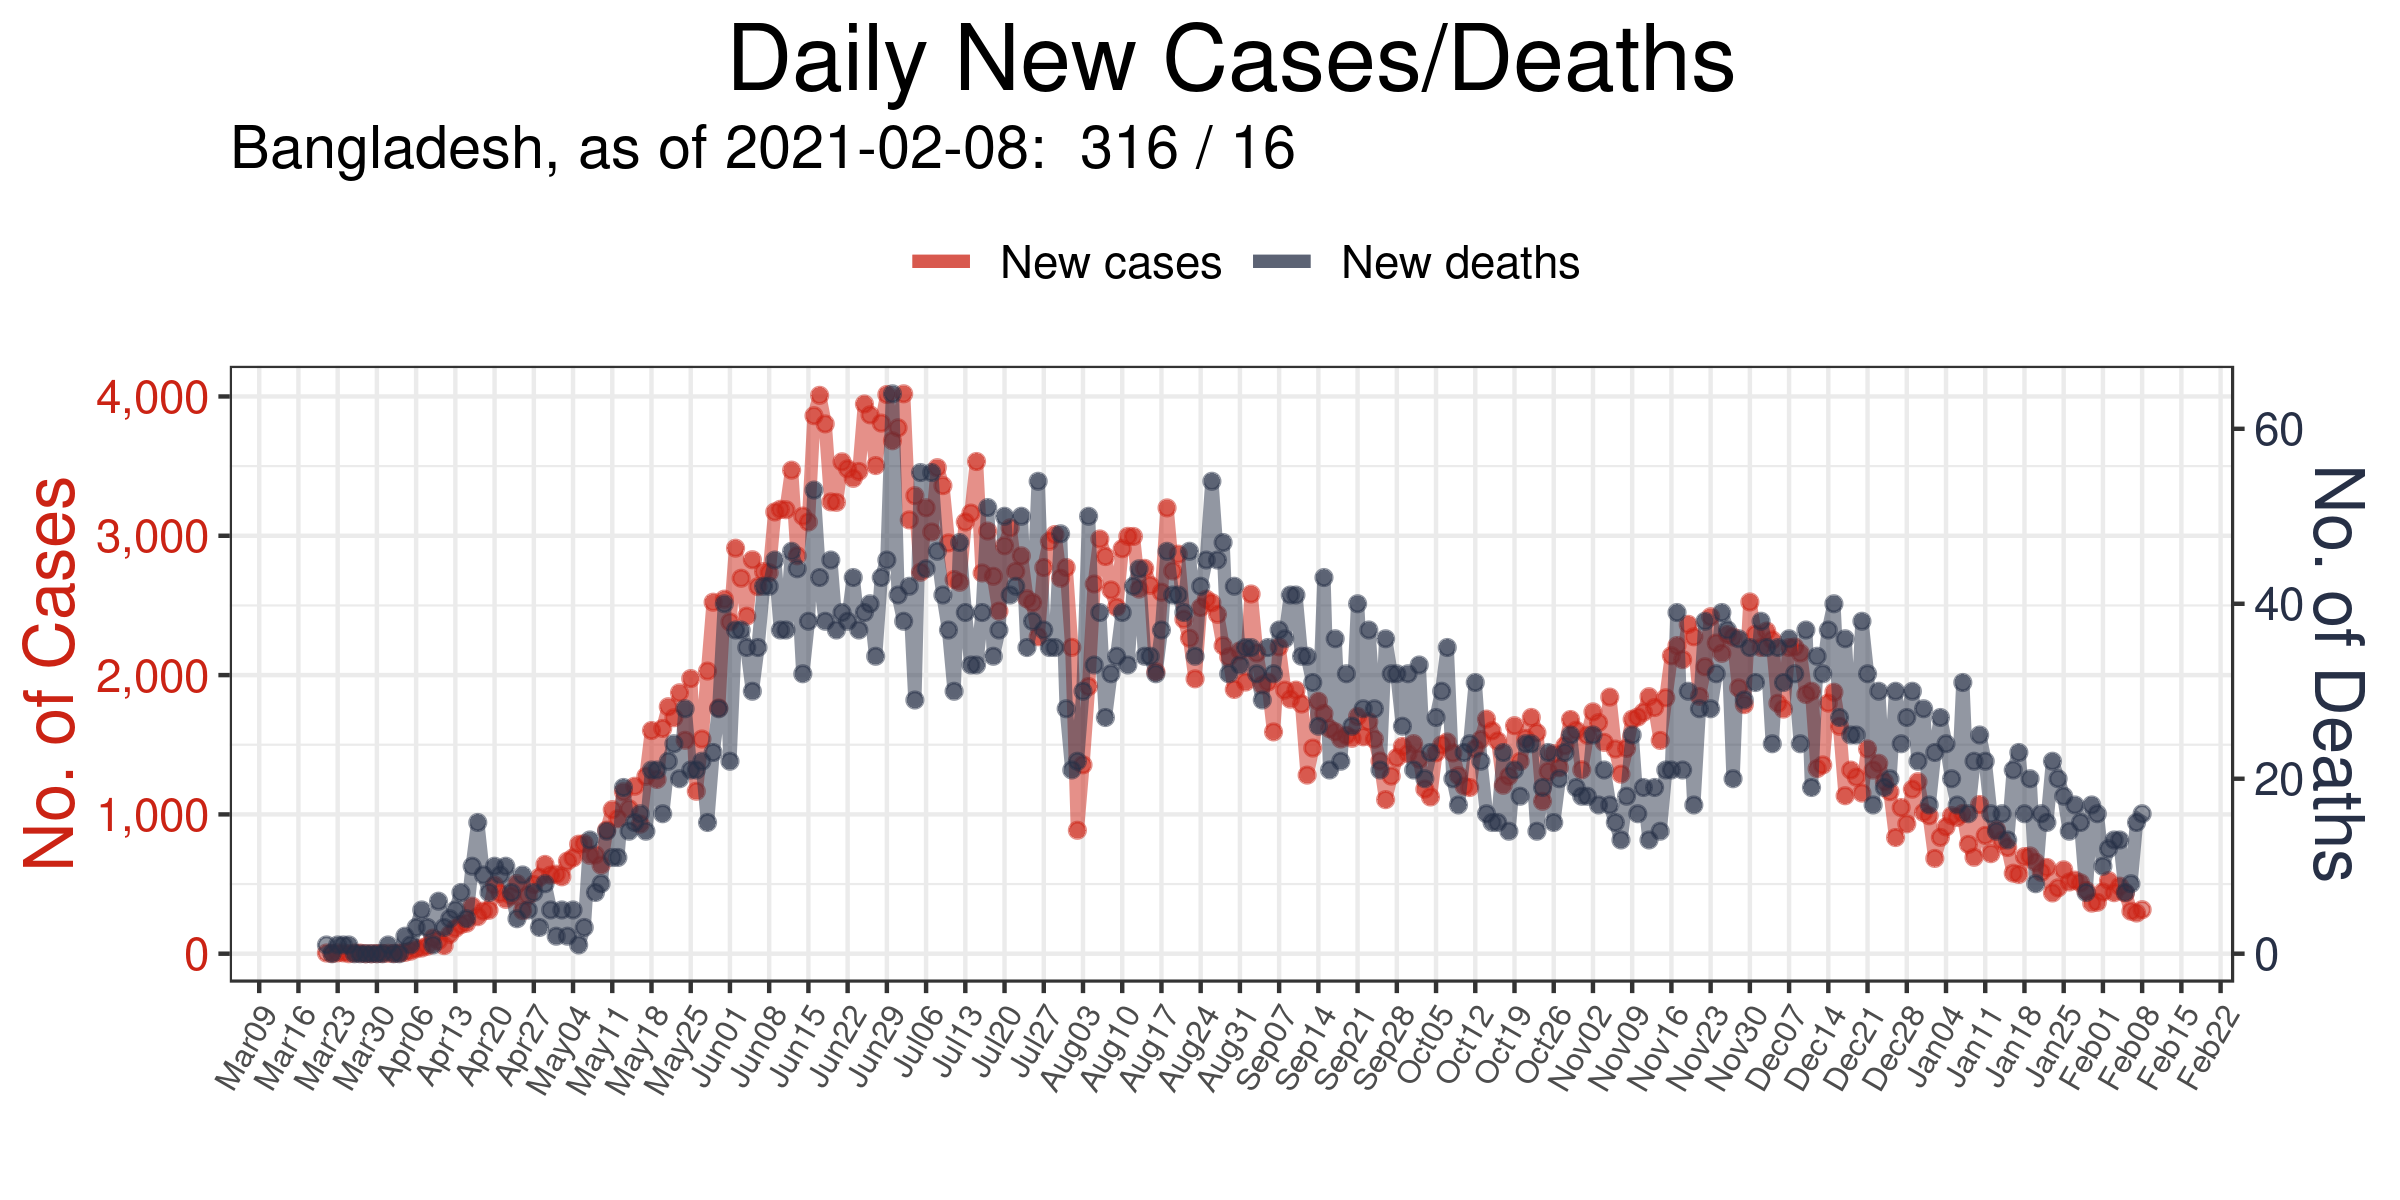 Daily New Cases/Deaths
Bangladesh, as of 2021-02-08:  316 / 16
New cases New deaths
No. of Cases
4,000
3,000
2,000
1,000
0
60
40
20
0
No. of Deaths
Mar09 Mar16 Mar23 Mar30 Apr06 Apr13 Apr20 Apr27 May04 May11 May18 May25 Jun01 Jun08 Jun15 Jun22 Jun29 Jul06 Jul13 Jul20 Jul27 Aug03 Aug10 Aug17 Aug24 Aug31 Sep07 Sep14 Sep21 Sep28 Oct05 Oct12 Oct19 Oct26 Nov02 Nov09 Nov16 Nov23 Nov30 Dec07 Dec14 Dec21 Dec28 Jan04 Jan11 Jan18 Jan25 Feb01 Feb08 Feb15 Feb22